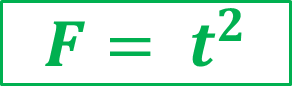 F = t²